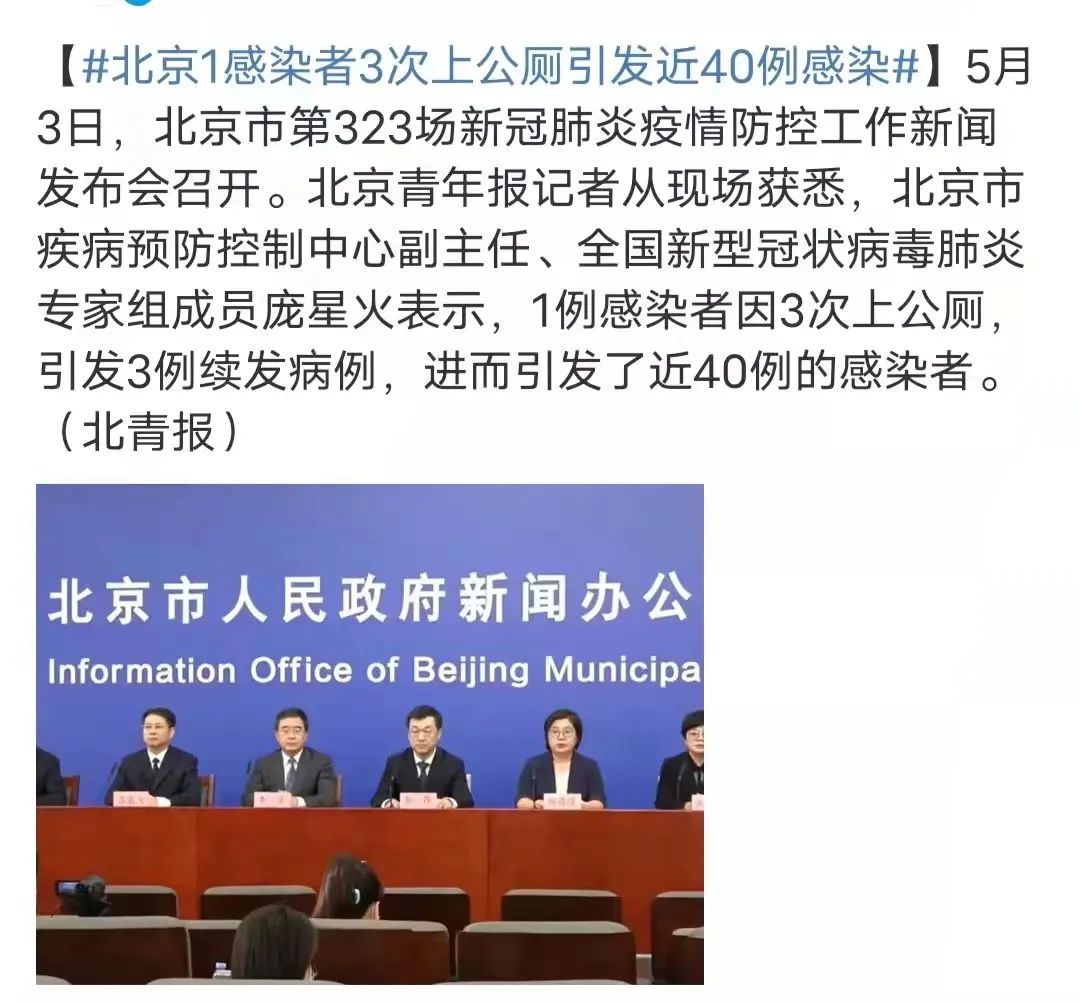 【#北京1感染者3次上公厕引发近40例感染#】5月
3日，北京市第323场新冠肺炎疫情防控工作新闻
发布会召开。北京青年报记者从现场获悉，北京市
疾病预防控制中心副主任、全国新型冠状病毒肺炎
专家组成员庞星火表示，1例感染者因3次上公厕，
引发3例续发病例，进而引发了近40例的感染者。
（北青报）
北京市人民政府新闻办公
Information Office of Beijing Municipa